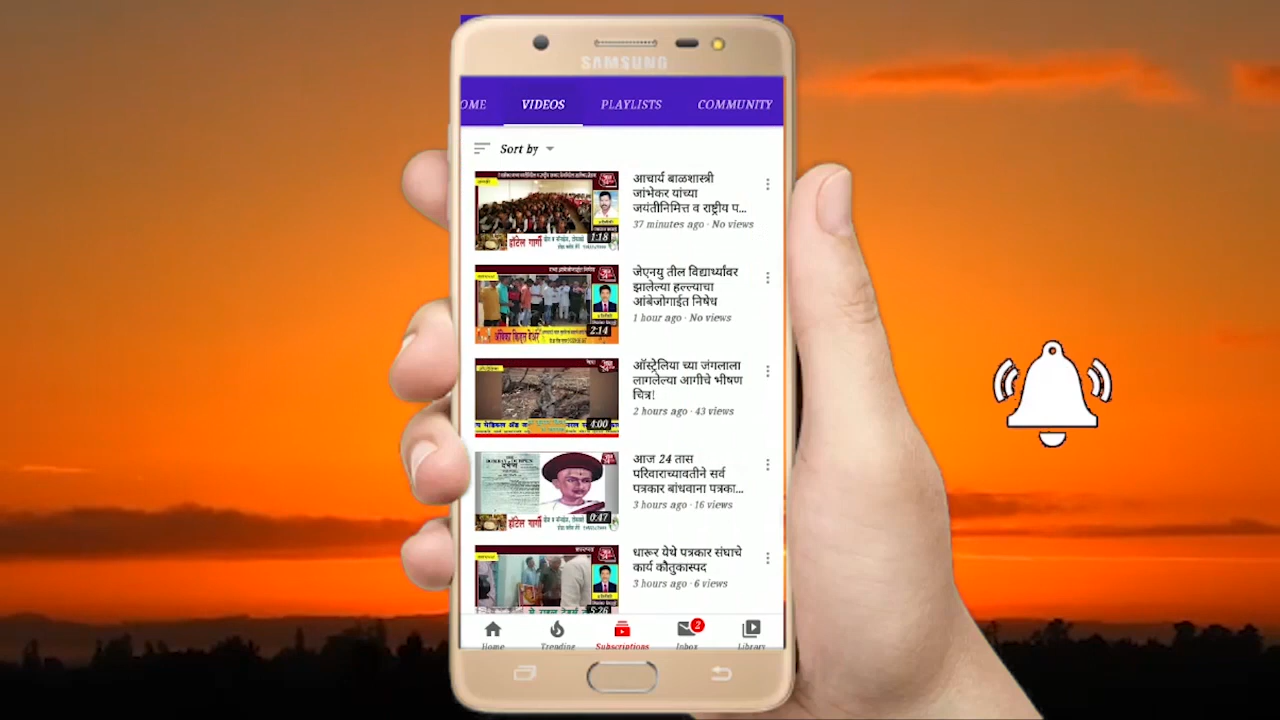 SAMSUNG
OME VIDEOS PLAYLISTS COMMUNITY
Sort by
आचार्य बाळशास्त्री
जांभेकर यांच्या
जयंतीनिमित्त व राष्ट्रीय प...
37 minutes ago · No views
1:18
हॉटेल गार्गी
जेएनयु तील विद्यार्थ्यांवर
झालेल्या हल्ल्याचा
आंबेजोगाईत निषेध
1 hour ago · No views
2:14
ऑस्ट्रेलिया च्या जंगलाला
लागलेल्या आगीचे भीषण
चित्र!
2 hours ago · 43 views
4:00
आज 24 तास
परिवाराच्यावतीने सर्व
पत्रकार बांधवाना पत्रका...
3 hours ago · 16 views
0:47
हॉटेल गार्गी
धारूर येथे पत्रकार संघाचे
कार्य कौतुकास्पद
3 hours ago · 6 views
5:26
2
Home Trending Subscriptions Inbox Library